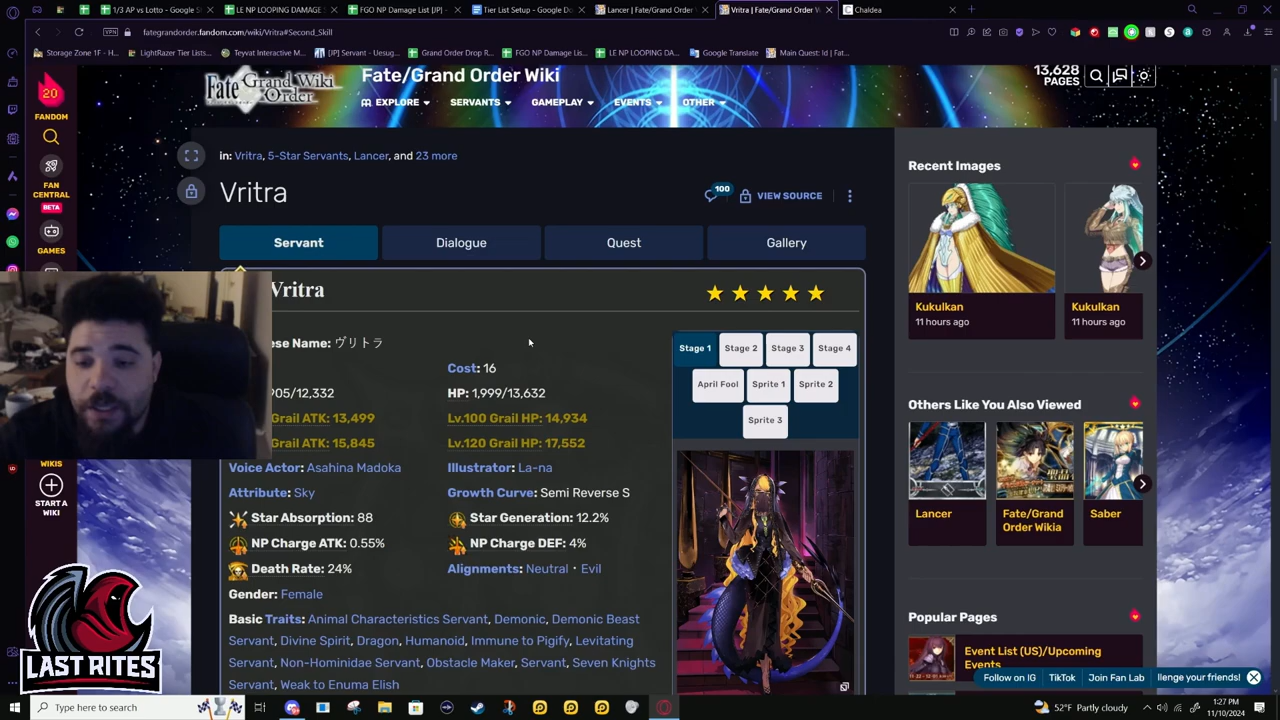 1/3 AP vs Lotto - Google S
LE NP LOOPING DAMAGE
FGO NP Damage List [JP] -
Tier List Setup - Google Do
Lancer | Fate/Grand Order
Vritra | Fate/Grand Order W
Chaldea
VPN
fategrandorder.fandom.com/wiki/Vritra#Second_Skill
Storage Zone 1F - H...
LightRazer Tier Lists...
Teyvat Interactive M...
[JP] Servant - Uesug...
Grand Order Drop R...
FGO NP Damage Lis...
LE NP LOOPING DA...
Google Translate
Main Quest: Id | Fat...
Fate Grand Order
Fate/Grand Order Wiki
13,628
PAGES
EXPLORE
SERVANTS
GAMEPLAY
EVENTS
OTHER
20
FANDOM
FAN
CENTRAL
BETA
GAMES
WIKIS
START A
WIKI
in: Vritra, 5-Star Servants, Lancer, and 23 more
Vritra
100
VIEW SOURCE
Servant
Dialogue
Quest
Gallery
Vritra
ese Name: ヴリトラ
Cost: 16
905/12,332
HP: 1,999/13,632
Grail ATK: 13,499
Lv.100 Grail HP: 14,934
Grail ATK: 15,845
Lv.120 Grail HP: 17,552
Voice Actor: Asahina Madoka
Illustrator: La-na
Attribute: Sky
Growth Curve: Semi Reverse S
Star Absorption: 88
Star Generation: 12.2%
NP Charge ATK: 0.55%
NP Charge DEF: 4%
Death Rate: 24%
Alignments: Neutral・Evil
Gender: Female
Basic Traits: Animal Characteristics Servant, Demonic, Demonic Beast
Servant, Divine Spirit, Dragon, Humanoid, Immune to Pigify, Levitating
Servant, Non-Hominidae Servant, Obstacle Maker, Servant, Seven Knights
Servant, Weak to Enuma Elish
Stage 1
Stage 2
Stage 3
Stage 4
April Fool
Sprite 1
Sprite 2
Sprite 3
Recent Images
Kukulkan
11 hours ago
Kukulkan
11 hours ago
Others Like You Also Viewed
Lancer
Fate/Grand
Order Wikia
Saber
Popular Pages
Event List (US)/Upcoming
Events
Follow on IG
TikTok
Join Fan Lab
llenge your friends!
LAST RITES
Type here to search
52°F Partly cloudy
1:27 PM
11/10/2024